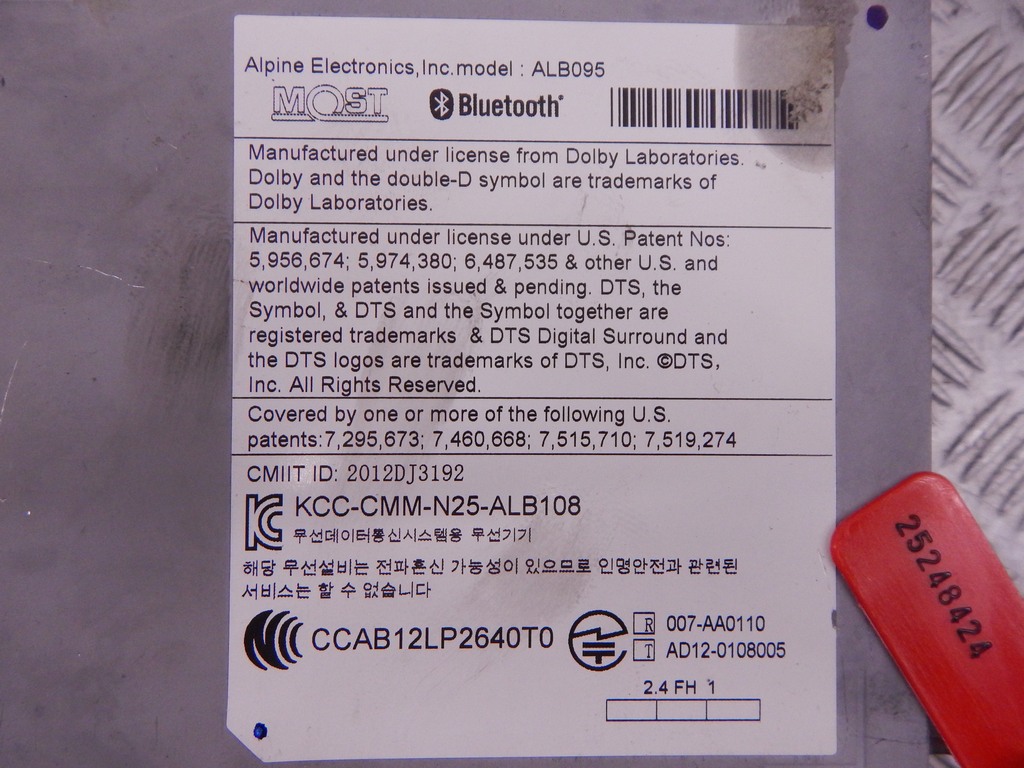 Alpine Electronics,Inc.model : ALB095
MOST Bluetooth
Manufactured under license from Dolby Laboratories.
Dolby and the double-D symbol are trademarks of
Dolby Laboratories.
Manufactured under license under U.S. Patent Nos:
5,956,674; 5,974,380; 6,487,535 & other U.S. and
worldwide patents issued & pending. DTS, the
Symbol, & DTS and the Symbol together are
registered trademarks & DTS Digital Surround and
the DTS logos are trademarks of DTS, Inc. ©DTS,
Inc. All Rights Reserved.
Covered by one or more of the following U.S.
patents:7,295,673; 7,460,668; 7,515,710; 7,519,274
CMIIT ID: 2012DJ3192
KCC-CMM-N25-ALB108
무선데이터통신시스템용 무선기기
해당 무선설비는 전파혼신 가능성이 있으므로 인명안전과 관련된
서비스는 할 수 없습니다
CCAB12LP2640T0
R 007-AA0110
T AD12-0108005
2.4 FH 1
25248424